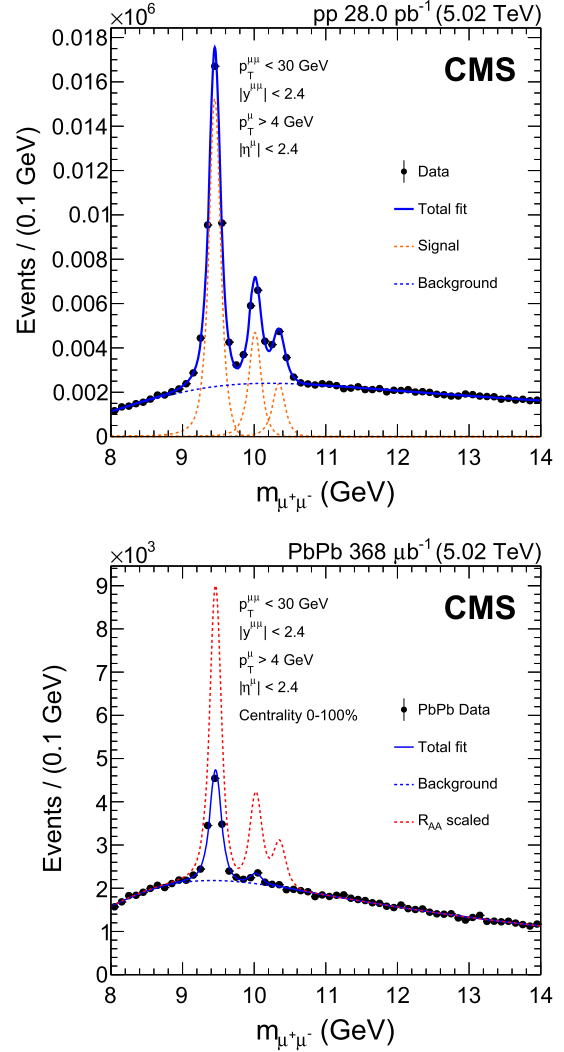 ×10⁶
pp 28.0 pb⁻¹ (5.02 TeV)
0.018
0.016
0.014
0.012
0.01
0.008
0.006
0.004
0.002
0
Events / (0.1 GeV)
p_T^μμ < 30 GeV
|y^μμ| < 2.4
p_T^μ > 4 GeV
|η^μ| < 2.4
CMS
Data
Total fit
Signal
Background
8 9 10 11 12 13 14
m_μ⁺μ⁻ (GeV)
×10³
PbPb 368 μb⁻¹ (5.02 TeV)
9
8
7
6
5
4
3
2
1
0
Events / (0.1 GeV)
p_T^μμ < 30 GeV
|y^μμ| < 2.4
p_T^μ > 4 GeV
|η^μ| < 2.4
Centrality 0-100%
CMS
PbPb Data
Total fit
Background
R_AA scaled
8 9 10 11 12 13 14
m_μ⁺μ⁻ (GeV)